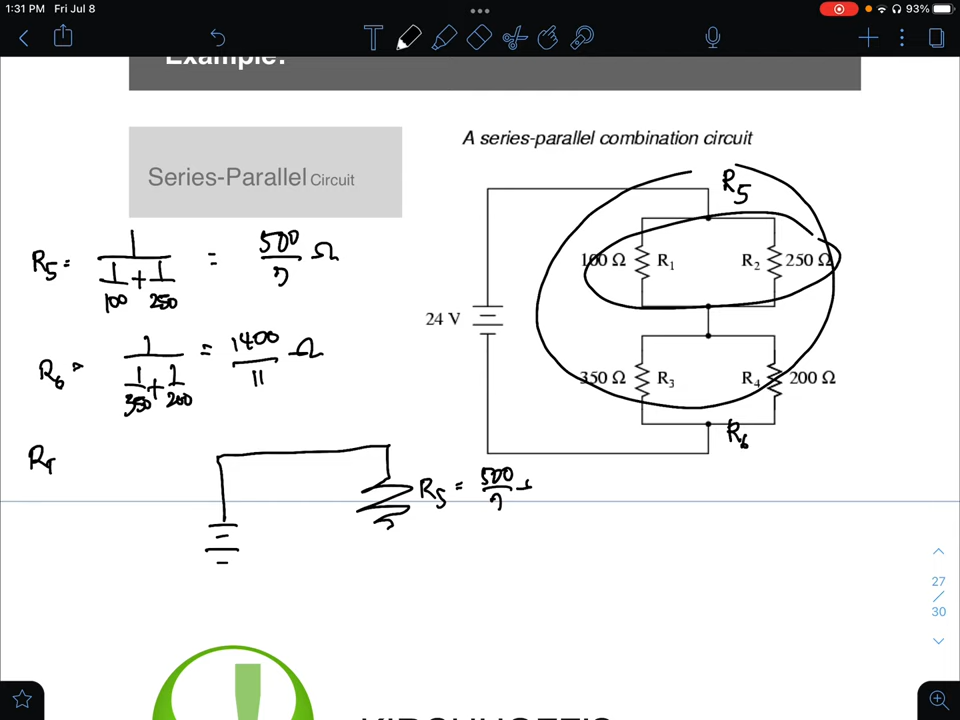 1:31 PM Fri Jul 8
93%
Example:
Series-Parallel Circuit
A series-parallel combination circuit
R5
100 Ω R1 R2 250 Ω
24 V
350 Ω R3 R4 200 Ω
R6
R5 = 1 / (1/100 + 1/250) = 500/7 Ω
R6 = 1 / (1/350 + 1/200) = 1400/11 Ω
RT
R5 = 500/7
27
/
30